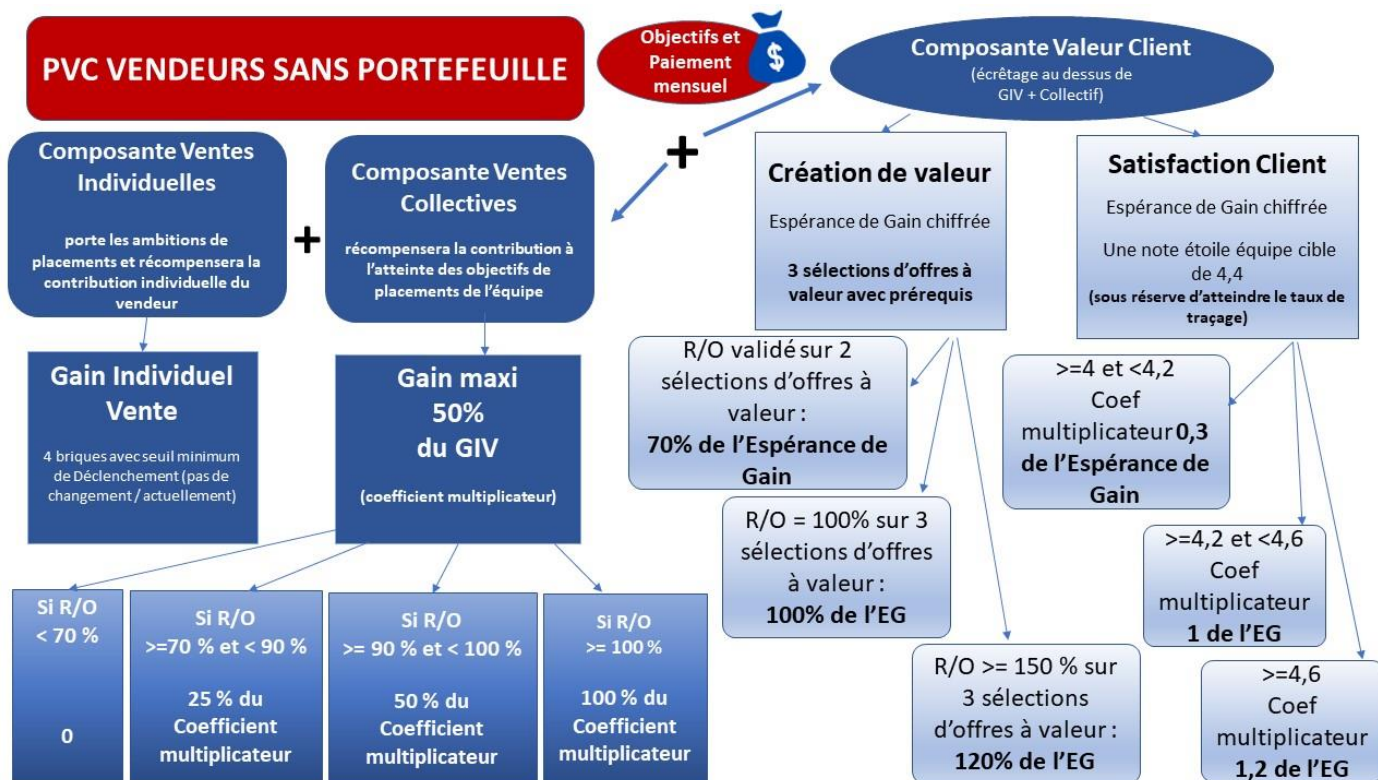 PVC VENDEURS SANS PORTEFEUILLE
Objectifs et
Paiement
mensuel
$
Composante Valeur Client
(écrêtage au dessus de
GIV + Collectif)
Composante Ventes
Individuelles
porte les ambitions de
placements et récompensera la
contribution individuelle du
vendeur
+
Composante Ventes
Collectives
récompensera la contribution à
l'atteinte des objectifs de
placements de l'équipe
+
Création de valeur
Espérance de Gain chiffrée
3 sélections d'offres à
valeur avec prérequis
Satisfaction Client
Espérance de Gain chiffrée
Une note étoile équipe cible
de 4,4
(sous réserve d'atteindre le taux de
traçage)
Gain Individuel
Vente
4 briques avec seuil minimum
de Déclenchement (pas de
changement / actuellement)
Gain maxi
50%
du GIV
(coefficient multiplicateur)
R/O validé sur 2
sélections d'offres à
valeur :
70% de l'Espérance de
Gain
>=4 et <4,2
Coef
multiplicateur 0,3
de l'Espérance de
Gain
R/O = 100% sur 3
sélections d'offres
à valeur :
100% de l'EG
>=4,2 et <4,6
Coef
multiplicateur
1 de l'EG
R/O >= 150 % sur
3 sélections
d'offres à valeur :
120% de l'EG
>=4,6
Coef
multiplicateur
1,2 de l'EG
Si R/O
< 70 %
0
Si R/O
>=70 % et < 90 %
25 % du
Coefficient
multiplicateur
Si R/O
>= 90 % et < 100 %
50 % du
Coefficient
multiplicateur
Si R/O
>= 100 %
100 % du
Coefficient
multiplicateur